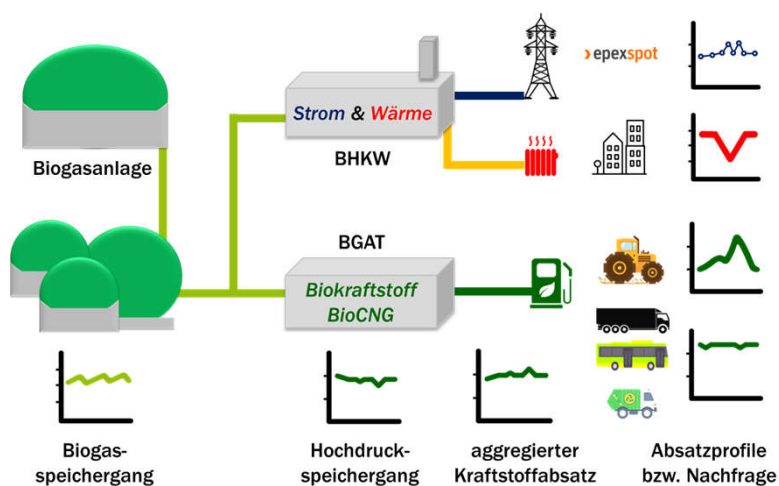 epexspot
Strom & Wärme
Biogasanlage
BHKW
BGAT
Biokraftstoff
BioCNG
Biogas-
speichergang
Hochdruck-
speichergang
aggregierter
Kraftstoffabsatz
Absatzprofile
bzw. Nachfrage